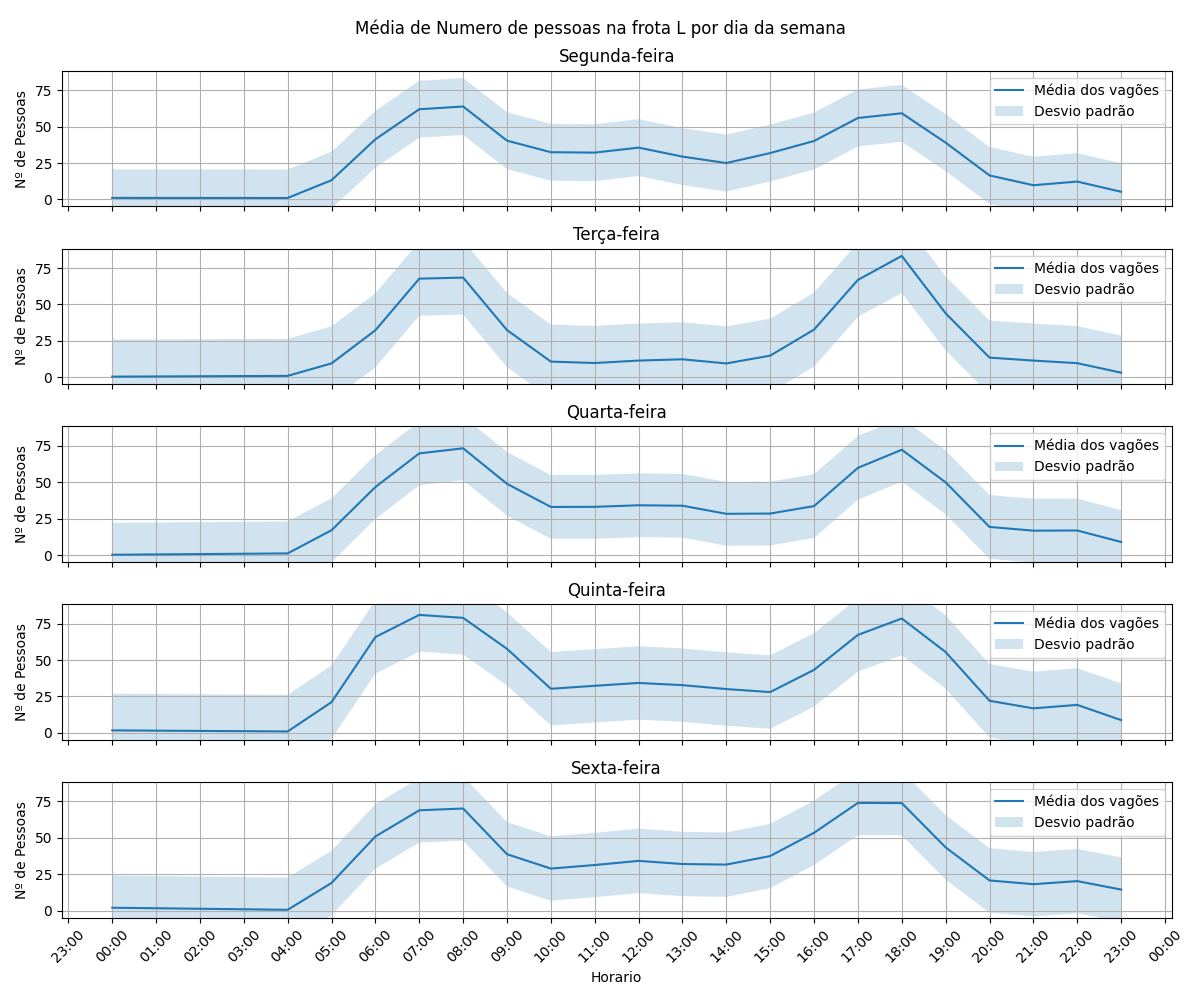 Média de Numero de pessoas na frota L por dia da semana
Segunda-feira
Nº de Pessoas
75
50
25
0
Média dos vagões
Desvio padrão
Terça-feira
Nº de Pessoas
75
50
25
0
Média dos vagões
Desvio padrão
Quarta-feira
Nº de Pessoas
75
50
25
0
Média dos vagões
Desvio padrão
Quinta-feira
Nº de Pessoas
75
50
25
0
Média dos vagões
Desvio padrão
Sexta-feira
Nº de Pessoas
75
50
25
0
Média dos vagões
Desvio padrão
23:00 00:00 01:00 02:00 03:00 04:00 05:00 06:00 07:00 08:00 09:00 10:00 11:00 12:00 13:00 14:00 15:00 16:00 17:00 18:00 19:00 20:00 21:00 22:00 23:00 00:00
Horario